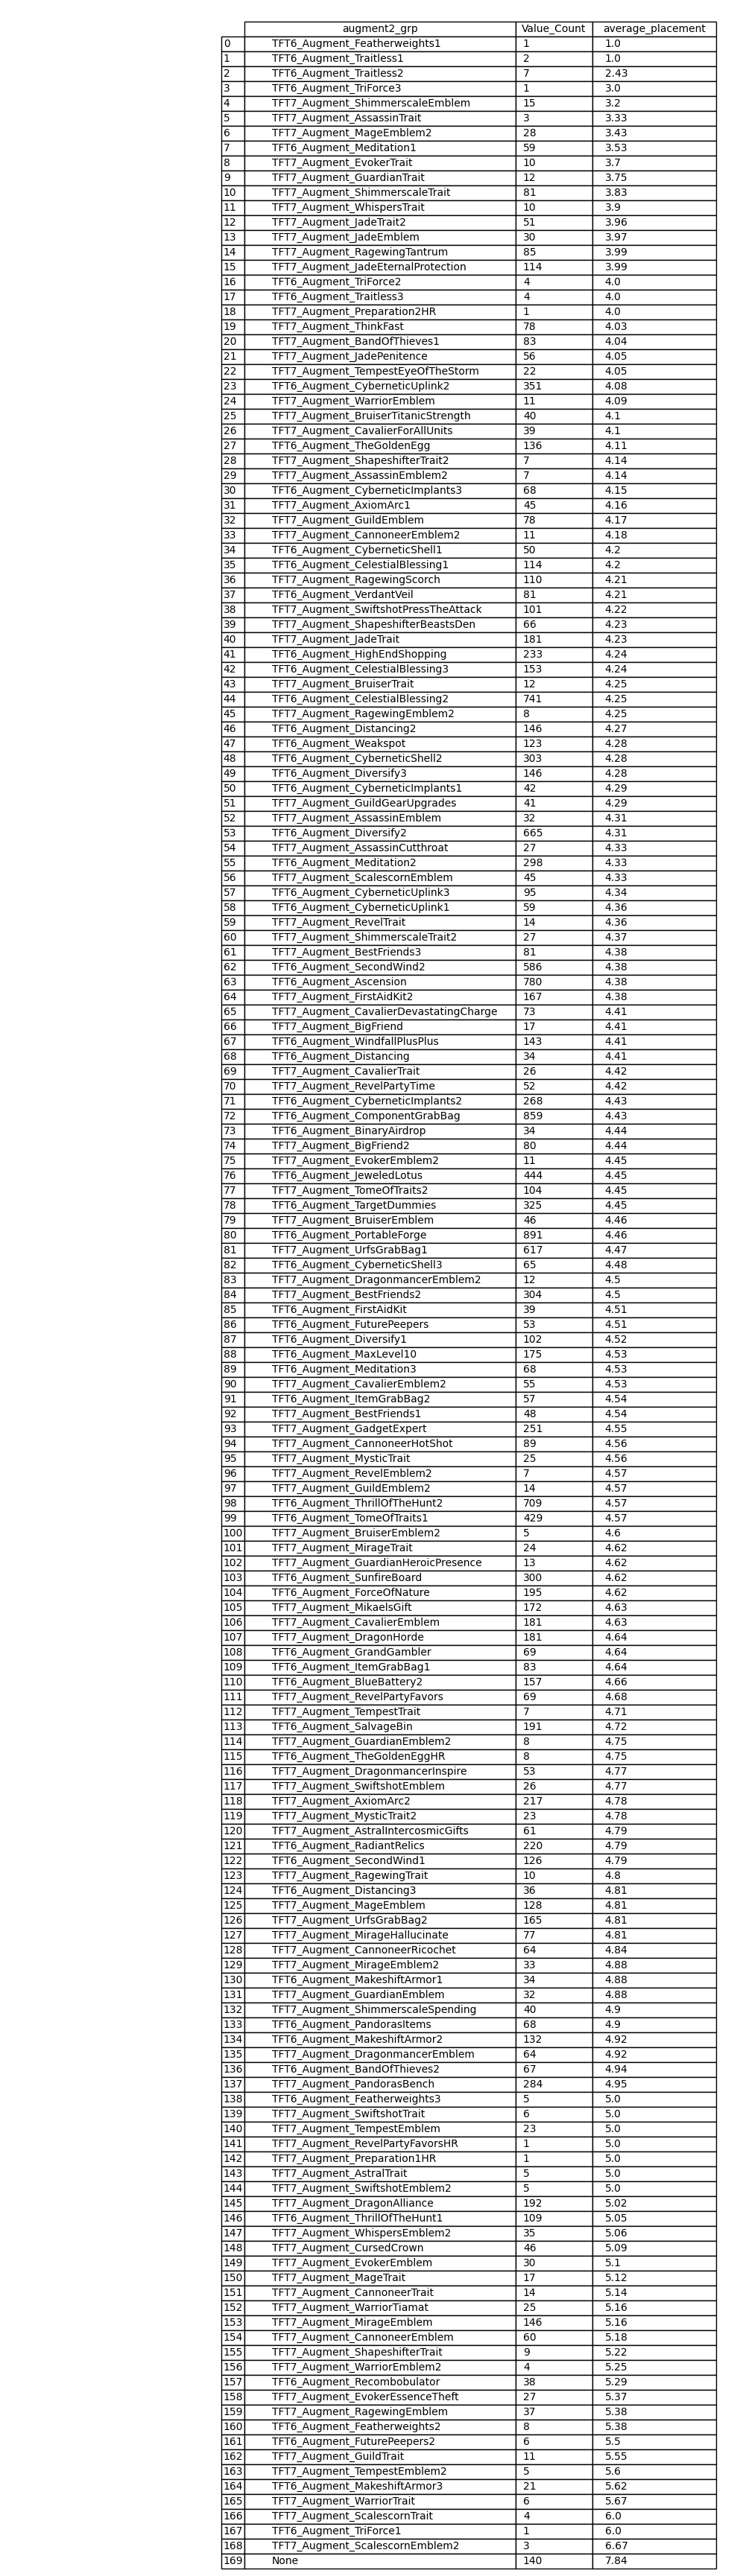 augment2_grp Value_Count average_placement
0 TFT6_Augment_Featherweights1 1 1.0
1 TFT6_Augment_Traitless1 2 1.0
2 TFT6_Augment_Traitless2 7 2.43
3 TFT6_Augment_TriForce3 1 3.0
4 TFT7_Augment_ShimmerscaleEmblem 15 3.2
5 TFT7_Augment_AssassinTrait 3 3.33
6 TFT7_Augment_MageEmblem2 28 3.43
7 TFT6_Augment_Meditation1 59 3.53
8 TFT7_Augment_EvokerTrait 10 3.7
9 TFT7_Augment_GuardianTrait 12 3.75
10 TFT7_Augment_ShimmerscaleTrait 81 3.83
11 TFT7_Augment_WhispersTrait 10 3.9
12 TFT7_Augment_JadeTrait2 51 3.96
13 TFT7_Augment_JadeEmblem 30 3.97
14 TFT7_Augment_RagewingTantrum 85 3.99
15 TFT7_Augment_JadeEternalProtection 114 3.99
16 TFT6_Augment_TriForce2 4 4.0
17 TFT6_Augment_Traitless3 4 4.0
18 TFT7_Augment_Preparation2HR 1 4.0
19 TFT7_Augment_ThinkFast 78 4.03
20 TFT7_Augment_BandOfThieves1 83 4.04
21 TFT7_Augment_JadePenitence 56 4.05
22 TFT7_Augment_TempestEyeOfTheStorm 22 4.05
23 TFT6_Augment_CyberneticUplink2 351 4.08
24 TFT7_Augment_WarriorEmblem 11 4.09
25 TFT7_Augment_BruiserTitanicStrength 40 4.1
26 TFT7_Augment_CavalierForAllUnits 39 4.1
27 TFT6_Augment_TheGoldenEgg 136 4.11
28 TFT7_Augment_ShapeshifterTrait2 7 4.14
29 TFT7_Augment_AssassinEmblem2 7 4.14
30 TFT6_Augment_CyberneticImplants3 68 4.15
31 TFT7_Augment_AxiomArc1 45 4.16
32 TFT7_Augment_GuildEmblem 78 4.17
33 TFT7_Augment_CannoneerEmblem2 11 4.18
34 TFT6_Augment_CyberneticShell1 50 4.2
35 TFT6_Augment_CelestialBlessing1 114 4.2
36 TFT7_Augment_RagewingScorch 110 4.21
37 TFT6_Augment_VerdantVeil 81 4.21
38 TFT7_Augment_SwiftshotPressTheAttack 101 4.22
39 TFT7_Augment_ShapeshifterBeastsDen 66 4.23
40 TFT7_Augment_JadeTrait 181 4.23
41 TFT6_Augment_HighEndShopping 233 4.24
42 TFT6_Augment_CelestialBlessing3 153 4.24
43 TFT7_Augment_BruiserTrait 12 4.25
44 TFT6_Augment_CelestialBlessing2 741 4.25
45 TFT7_Augment_RagewingEmblem2 8 4.25
46 TFT6_Augment_Distancing2 146 4.27
47 TFT6_Augment_Weakspot 123 4.28
48 TFT6_Augment_CyberneticShell2 303 4.28
49 TFT6_Augment_Diversify3 146 4.28
50 TFT6_Augment_CyberneticImplants1 42 4.29
51 TFT7_Augment_GuildGearUpgrades 41 4.29
52 TFT7_Augment_AssassinEmblem 32 4.31
53 TFT6_Augment_Diversify2 665 4.31
54 TFT7_Augment_AssassinCutthroat 27 4.33
55 TFT6_Augment_Meditation2 298 4.33
56 TFT7_Augment_ScalescornEmblem 45 4.33
57 TFT6_Augment_CyberneticUplink3 95 4.34
58 TFT6_Augment_CyberneticUplink1 59 4.36
59 TFT7_Augment_RevelTrait 14 4.36
60 TFT7_Augment_ShimmerscaleTrait2 27 4.37
61 TFT7_Augment_BestFriends3 81 4.38
62 TFT6_Augment_SecondWind2 586 4.38
63 TFT6_Augment_Ascension 780 4.38
64 TFT7_Augment_FirstAidKit2 167 4.38
65 TFT7_Augment_CavalierDevastatingCharge 73 4.41
66 TFT7_Augment_BigFriend 17 4.41
67 TFT6_Augment_WindfallPlusPlus 143 4.41
68 TFT6_Augment_Distancing 34 4.41
69 TFT7_Augment_CavalierTrait 26 4.42
70 TFT7_Augment_RevelPartyTime 52 4.42
71 TFT6_Augment_CyberneticImplants2 268 4.43
72 TFT6_Augment_ComponentGrabBag 859 4.43
73 TFT6_Augment_BinaryAirdrop 34 4.44
74 TFT7_Augment_BigFriend2 80 4.44
75 TFT7_Augment_EvokerEmblem2 11 4.45
76 TFT6_Augment_JeweledLotus 444 4.45
77 TFT7_Augment_TomeOfTraits2 104 4.45
78 TFT6_Augment_TargetDummies 325 4.45
79 TFT7_Augment_BruiserEmblem 46 4.46
80 TFT6_Augment_PortableForge 891 4.46
81 TFT7_Augment_UrfsGrabBag1 617 4.47
82 TFT6_Augment_CyberneticShell3 65 4.48
83 TFT7_Augment_DragonmancerEmblem2 12 4.5
84 TFT7_Augment_BestFriends2 304 4.5
85 TFT6_Augment_FirstAidKit 39 4.51
86 TFT6_Augment_FuturePeepers 53 4.51
87 TFT6_Augment_Diversify1 102 4.52
88 TFT6_Augment_MaxLevel10 175 4.53
89 TFT6_Augment_Meditation3 68 4.53
90 TFT7_Augment_CavalierEmblem2 55 4.53
91 TFT6_Augment_ItemGrabBag2 57 4.54
92 TFT7_Augment_BestFriends1 48 4.54
93 TFT7_Augment_GadgetExpert 251 4.55
94 TFT7_Augment_CannoneerHotShot 89 4.56
95 TFT7_Augment_MysticTrait 25 4.56
96 TFT7_Augment_RevelEmblem2 7 4.57
97 TFT7_Augment_GuildEmblem2 14 4.57
98 TFT6_Augment_ThrillOfTheHunt2 709 4.57
99 TFT6_Augment_TomeOfTraits1 429 4.57
100 TFT7_Augment_BruiserEmblem2 5 4.6
101 TFT7_Augment_MirageTrait 24 4.62
102 TFT7_Augment_GuardianHeroicPresence 13 4.62
103 TFT6_Augment_SunfireBoard 300 4.62
104 TFT6_Augment_ForceOfNature 195 4.62
105 TFT7_Augment_MikaelsGift 172 4.63
106 TFT7_Augment_CavalierEmblem 181 4.63
107 TFT7_Augment_DragonHorde 181 4.64
108 TFT6_Augment_GrandGambler 69 4.64
109 TFT6_Augment_ItemGrabBag1 83 4.64
110 TFT6_Augment_BlueBattery2 157 4.66
111 TFT7_Augment_RevelPartyFavors 69 4.68
112 TFT7_Augment_TempestTrait 7 4.71
113 TFT6_Augment_SalvageBin 191 4.72
114 TFT7_Augment_GuardianEmblem2 8 4.75
115 TFT6_Augment_TheGoldenEggHR 8 4.75
116 TFT7_Augment_DragonmancerInspire 53 4.77
117 TFT7_Augment_SwiftshotEmblem 26 4.77
118 TFT7_Augment_AxiomArc2 217 4.78
119 TFT7_Augment_MysticTrait2 23 4.78
120 TFT7_Augment_AstralIntercosmicGifts 61 4.79
121 TFT6_Augment_RadiantRelics 220 4.79
122 TFT6_Augment_SecondWind1 126 4.79
123 TFT7_Augment_RagewingTrait 10 4.8
124 TFT6_Augment_Distancing3 36 4.81
125 TFT7_Augment_MageEmblem 128 4.81
126 TFT7_Augment_UrfsGrabBag2 165 4.81
127 TFT7_Augment_MirageHallucinate 77 4.81
128 TFT7_Augment_CannoneerRicochet 64 4.84
129 TFT7_Augment_MirageEmblem2 33 4.88
130 TFT6_Augment_MakeshiftArmor1 34 4.88
131 TFT7_Augment_GuardianEmblem 32 4.88
132 TFT7_Augment_ShimmerscaleSpending 40 4.9
133 TFT6_Augment_PandorasItems 68 4.9
134 TFT6_Augment_MakeshiftArmor2 132 4.92
135 TFT7_Augment_DragonmancerEmblem 64 4.92
136 TFT6_Augment_BandOfThieves2 67 4.94
137 TFT7_Augment_PandorasBench 284 4.95
138 TFT6_Augment_Featherweights3 5 5.0
139 TFT7_Augment_SwiftshotTrait 6 5.0
140 TFT7_Augment_TempestEmblem 23 5.0
141 TFT7_Augment_RevelPartyFavorsHR 1 5.0
142 TFT7_Augment_Preparation1HR 1 5.0
143 TFT7_Augment_AstralTrait 5 5.0
144 TFT7_Augment_SwiftshotEmblem2 5 5.0
145 TFT7_Augment_DragonAlliance 192 5.02
146 TFT6_Augment_ThrillOfTheHunt1 109 5.05
147 TFT7_Augment_WhispersEmblem2 35 5.06
148 TFT7_Augment_CursedCrown 46 5.09
149 TFT7_Augment_EvokerEmblem 30 5.1
150 TFT7_Augment_MageTrait 17 5.12
151 TFT7_Augment_CannoneerTrait 14 5.14
152 TFT7_Augment_WarriorTiamat 25 5.16
153 TFT7_Augment_MirageEmblem 146 5.16
154 TFT7_Augment_CannoneerEmblem 60 5.18
155 TFT7_Augment_ShapeshifterTrait 9 5.22
156 TFT7_Augment_WarriorEmblem2 4 5.25
157 TFT6_Augment_Recombobulator 38 5.29
158 TFT7_Augment_EvokerEssenceTheft 27 5.37
159 TFT7_Augment_RagewingEmblem 37 5.38
160 TFT6_Augment_Featherweights2 8 5.38
161 TFT6_Augment_FuturePeepers2 6 5.5
162 TFT7_Augment_GuildTrait 11 5.55
163 TFT7_Augment_TempestEmblem2 5 5.6
164 TFT6_Augment_MakeshiftArmor3 21 5.62
165 TFT7_Augment_WarriorTrait 6 5.67
166 TFT7_Augment_ScalescornTrait 4 6.0
167 TFT6_Augment_TriForce1 1 6.0
168 TFT7_Augment_ScalescornEmblem2 3 6.67
169 None 140 7.84